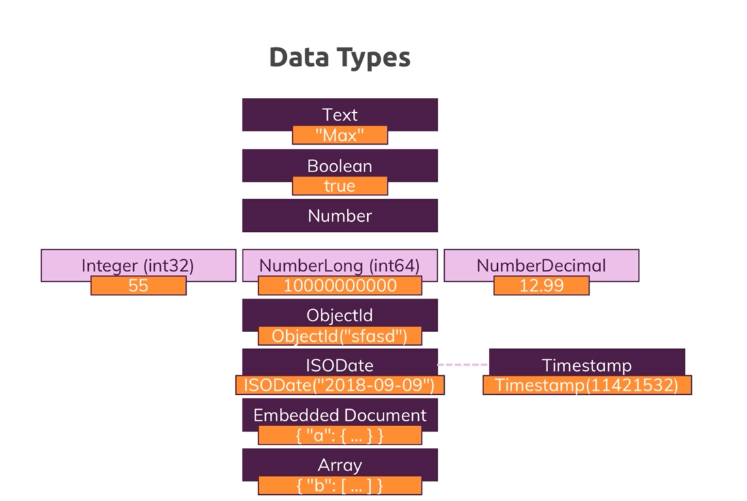 Data Types
Text
"Max"
Boolean
true
Number
Integer (int32)
55
NumberLong (int64)
10000000000
NumberDecimal
12.99
ObjectId
ObjectId("sfasd")
ISODate
ISODate("2018-09-09")
Timestamp
Timestamp(11421532)
Embedded Document
{ "a": { ... } }
Array
{ "b": [ ... ] }